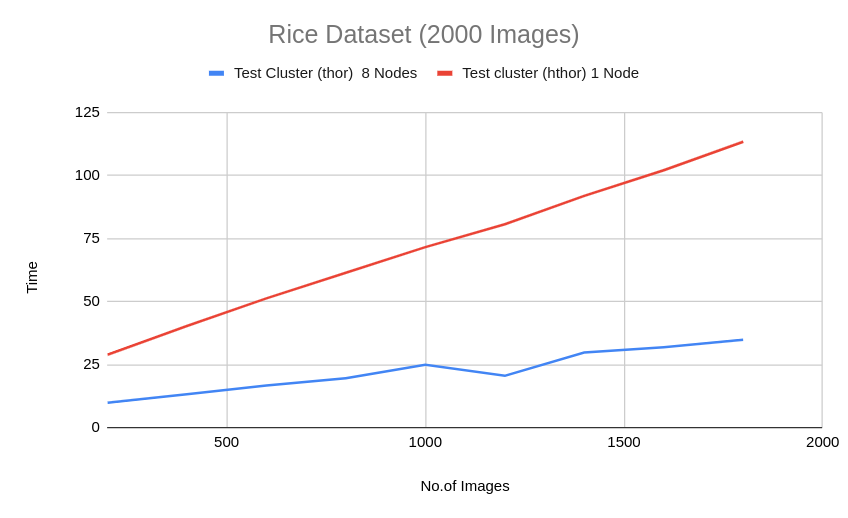 Rice Dataset (2000 Images)
Test Cluster (thor)  8 Nodes
Test cluster (hthor) 1 Node
125
100
75
50
25
0
Time
500
1000
1500
2000
No.of Images